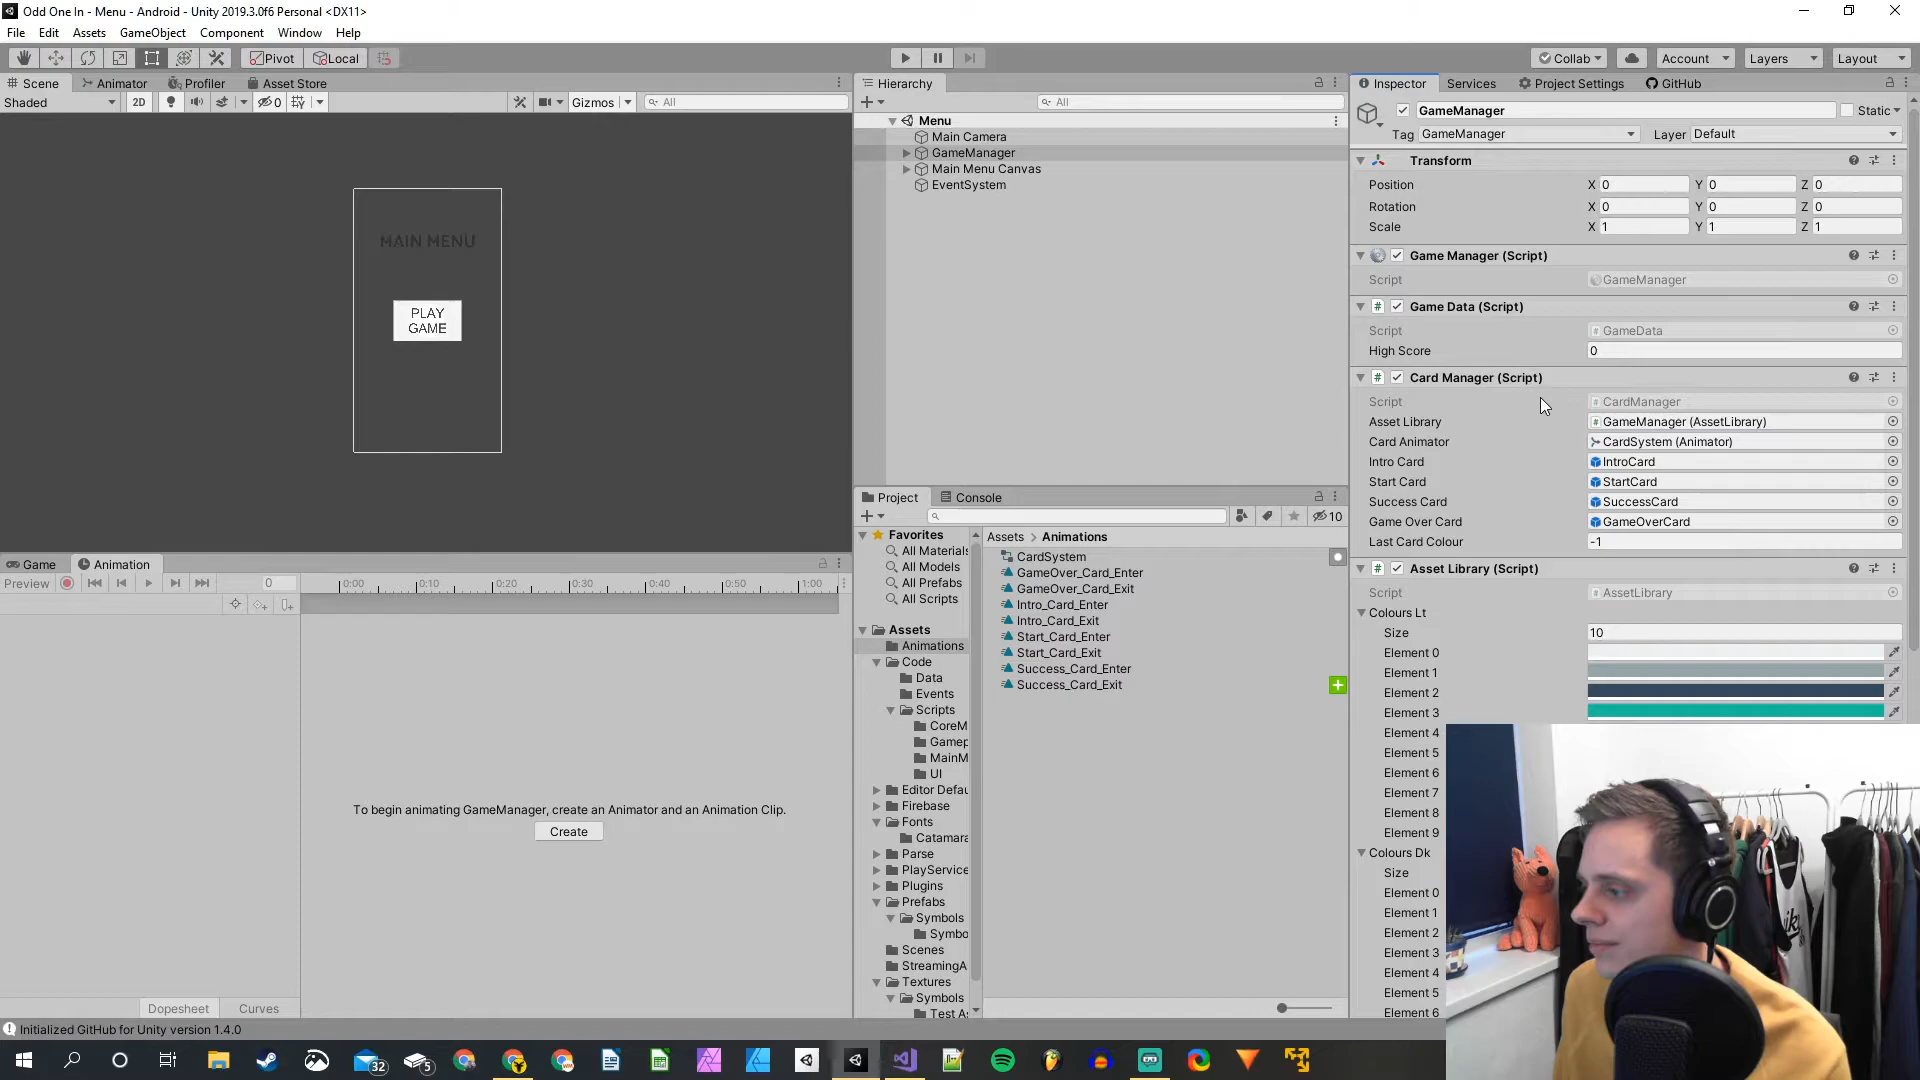 Odd One In - Menu - Android - Unity 2019.3.0f6 Personal <DX11>
File Edit Assets GameObject Component Window Help
Pivot Local Collab Account Layers Layout
Scene Animator Profiler Asset Store
Shaded 2D 0 Gizmos All
MAIN MENU
PLAY
GAME
Hierarchy
All
Menu
Main Camera
GameManager
Main Menu Canvas
EventSystem
Game Animation
Preview 0 0:00 0:10 0:20 0:30 0:40 0:50 1:00
To begin animating GameManager, create an Animator and an Animation Clip.
Create
Dopesheet Curves
Project Console
10
Favorites
All Materials
All Models
All Prefabs
All Scripts
Assets
Animations
Code
Data
Events
Scripts
CoreM
Gamep
MainM
UI
Editor Defau
Firebase
Fonts
Catamara
Parse
PlayService
Plugins
Prefabs
Symbols
Symbo
Scenes
StreamingA
Textures
Symbols
Test A
Assets > Animations
CardSystem
GameOver_Card_Enter
GameOver_Card_Exit
Intro_Card_Enter
Intro_Card_Exit
Start_Card_Enter
Start_Card_Exit
Success_Card_Enter
Success_Card_Exit
Inspector Services Project Settings GitHub
GameManager Static
Tag GameManager Layer Default
Transform
Position X 0 Y 0 Z 0
Rotation X 0 Y 0 Z 0
Scale X 1 Y 1 Z 1
Game Manager (Script)
Script GameManager
Game Data (Script)
Script GameData
High Score 0
Card Manager (Script)
Script CardManager
Asset Library GameManager (AssetLibrary)
Card Animator CardSystem (Animator)
Intro Card IntroCard
Start Card StartCard
Success Card SuccessCard
Game Over Card GameOverCard
Last Card Colour -1
Asset Library (Script)
Script AssetLibrary
Colours Lt
Size 10
Element 0
Element 1
Element 2
Element 3
Element 4
Element 5
Element 6
Element 7
Element 8
Element 9
Colours Dk
Size
Element 0
Element 1
Element 2
Element 3
Element 4
Element 5
Element 6
Initialized GitHub for Unity version 1.4.0
32 5